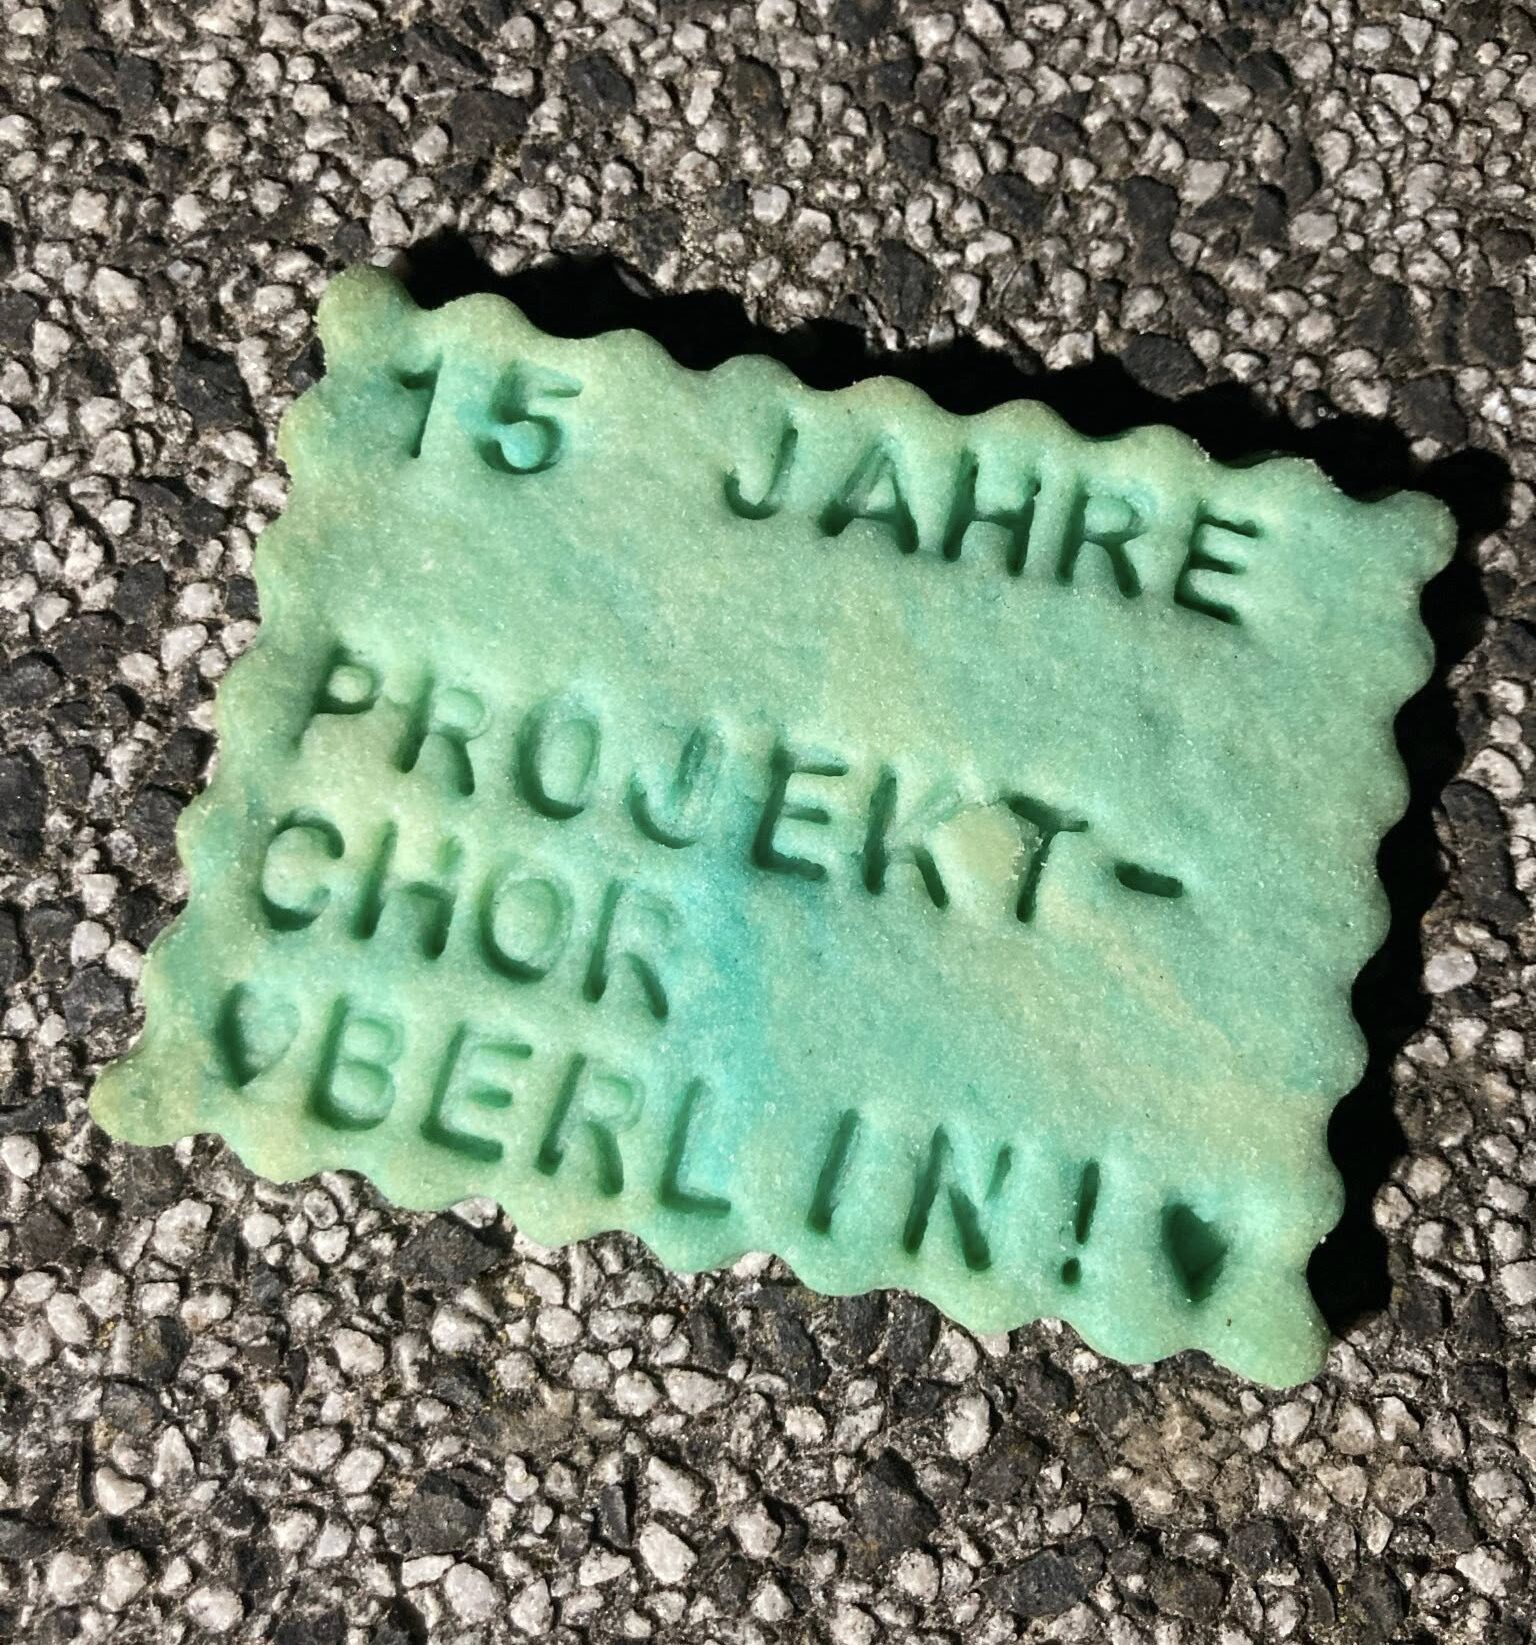 15 JAHRE
PROJEKT-
CHOR
♡BERLIN!♥